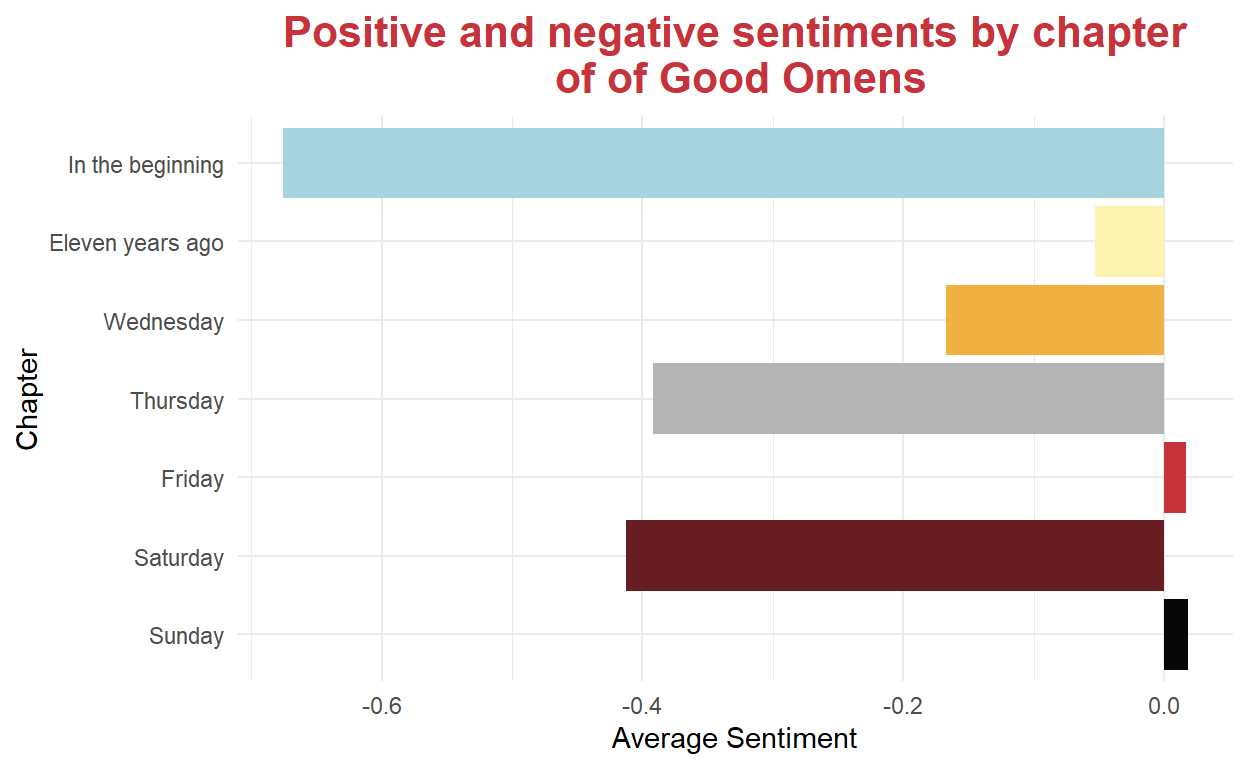 Positive and negative sentiments by chapter
of of Good Omens
In the beginning
Eleven years ago
Wednesday
Thursday
Friday
Saturday
Sunday
Chapter
-0.6
-0.4
-0.2
0.0
Average Sentiment